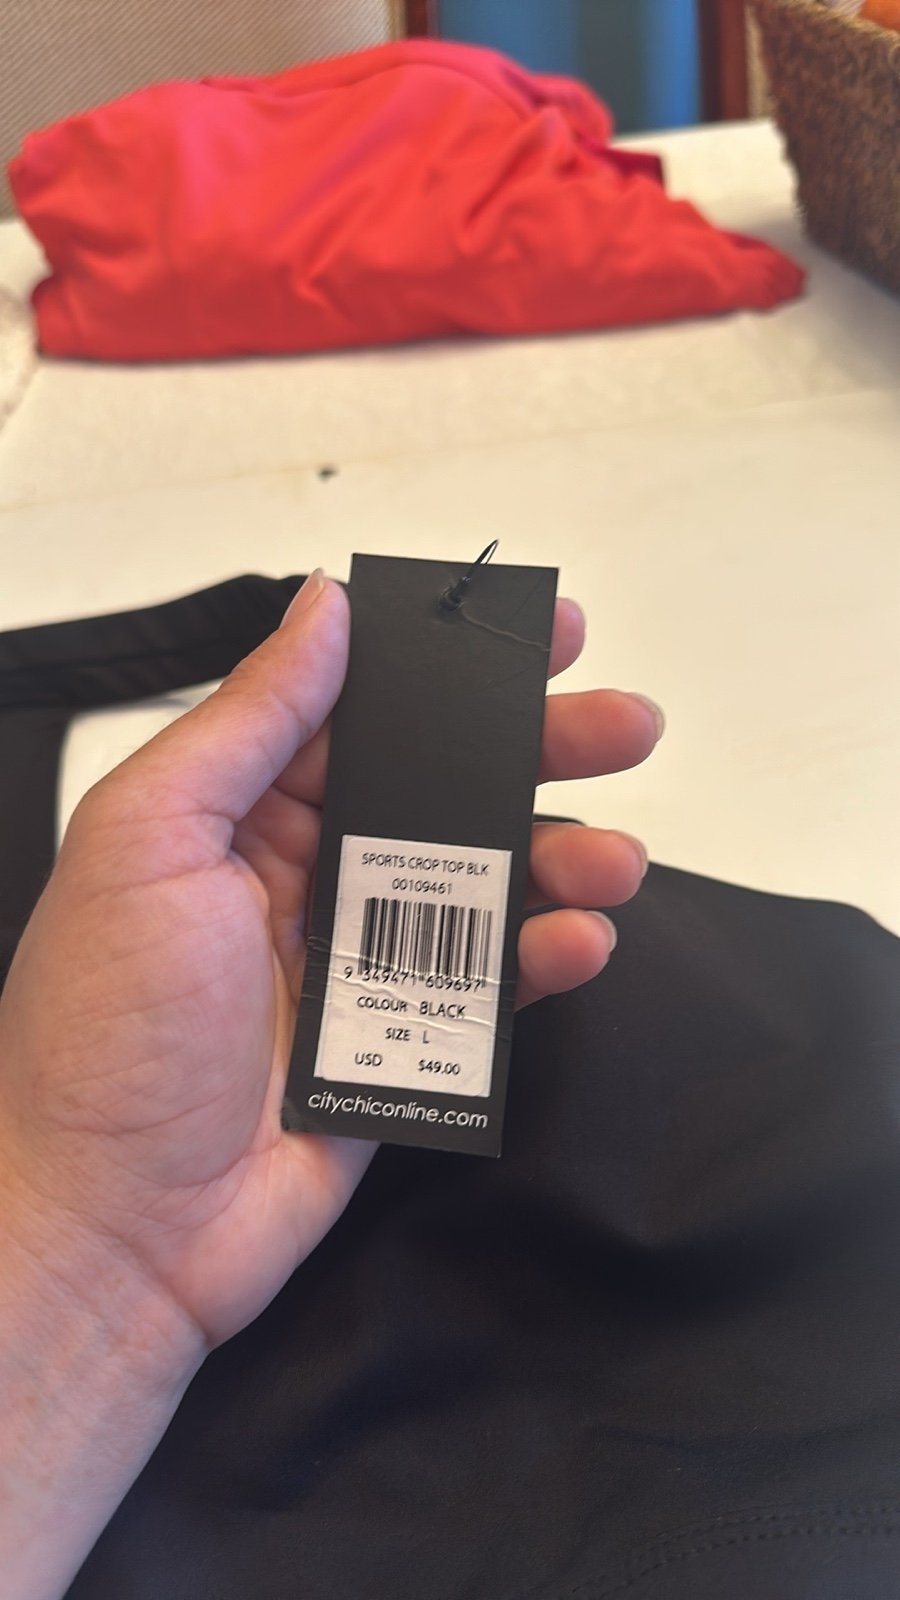 SPORTS CROP TOP BLK
00109461
9 349471 609697
COLOUR BLACK
SIZE L
USD $49.00
citychiconline.com